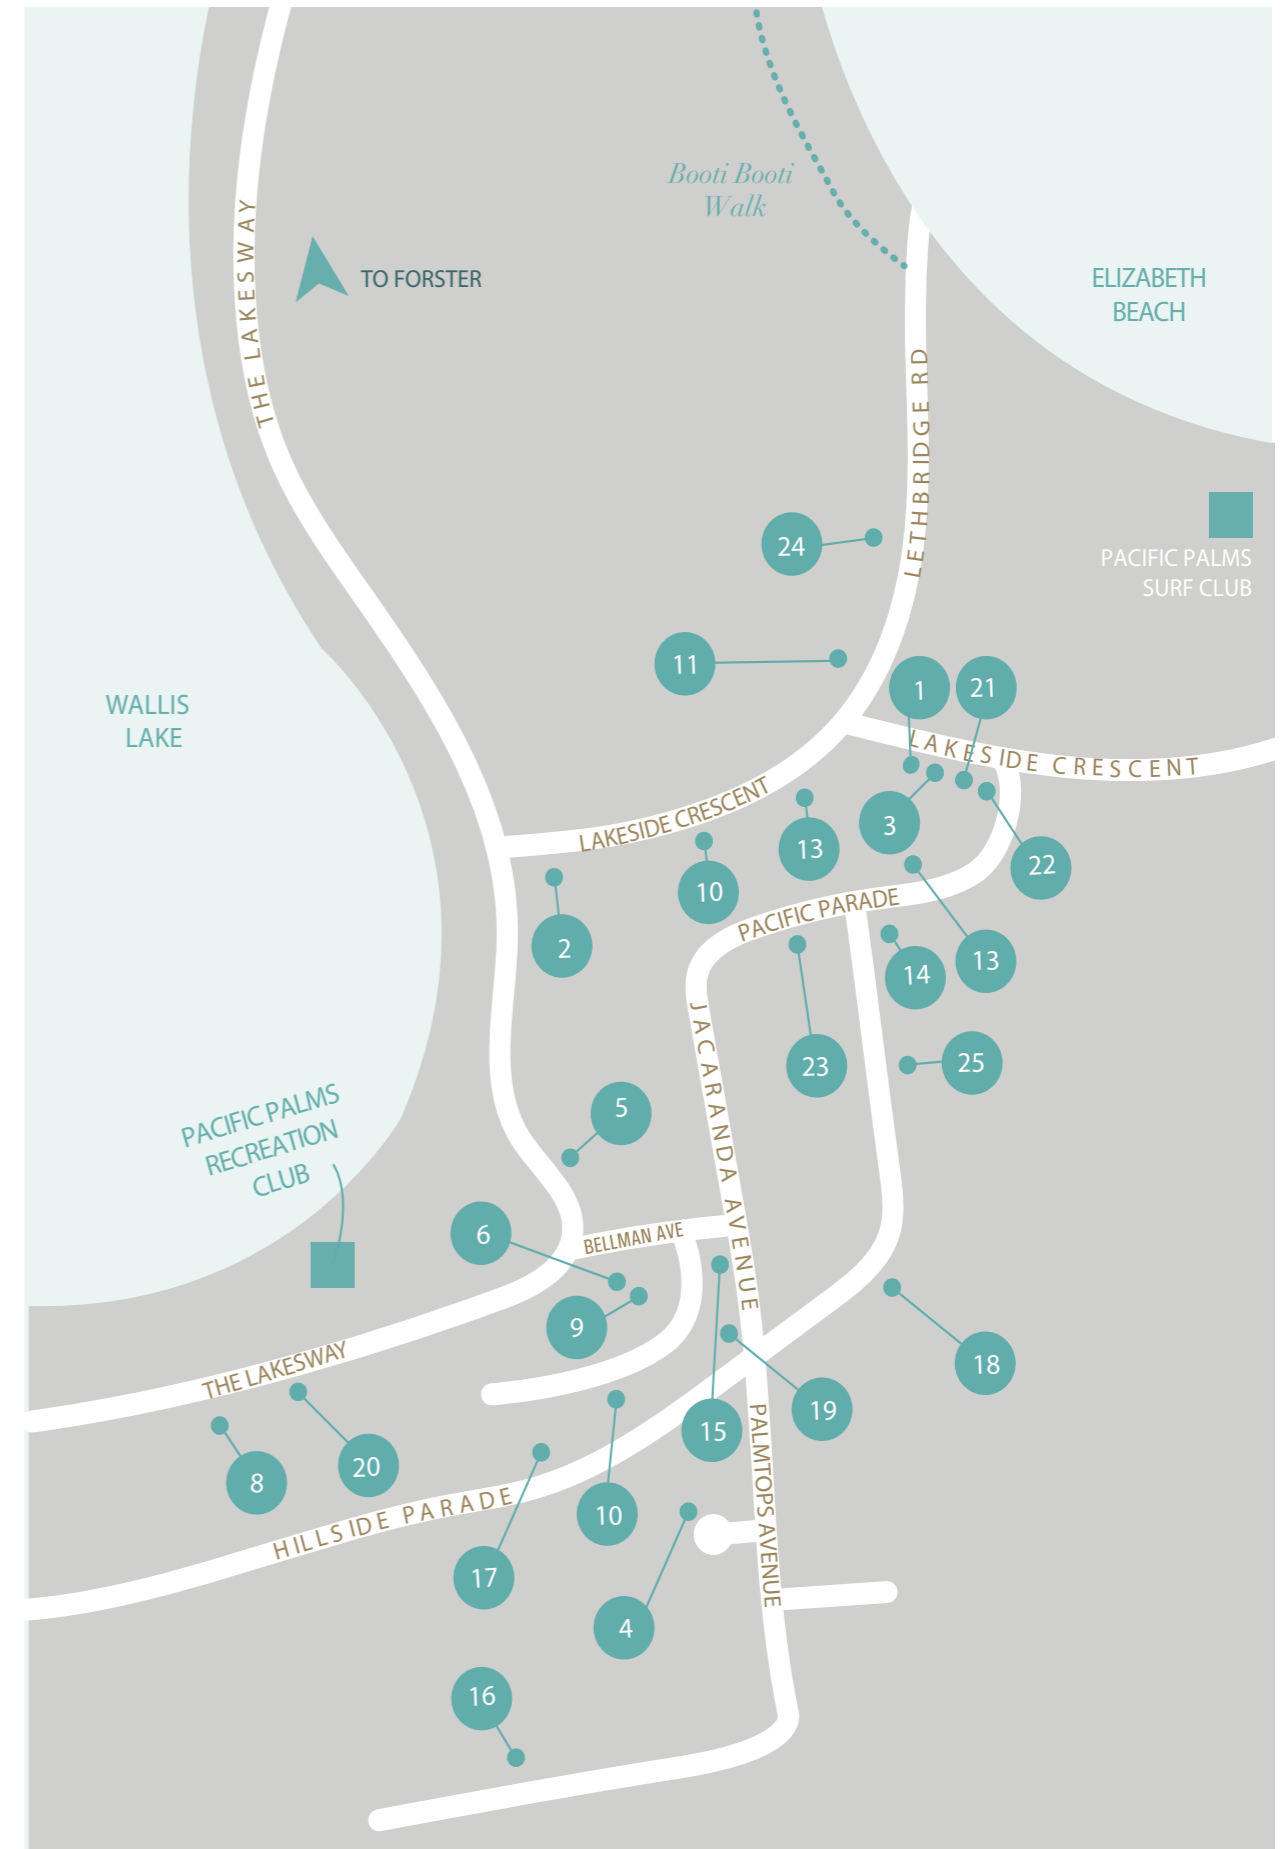 Booti Booti
Walk
THE LAKESWAY
TO FORSTER
ELIZABETH
BEACH
LETHBRIDGE RD
24
PACIFIC PALMS
SURF CLUB
11
1
21
WALLIS
LAKE
LAKESIDE CRESCENT
LAKESIDE CRESCENT
3
13
22
10
PACIFIC PARADE
2
14
13
JACARANDA AVENUE
23
25
PACIFIC PALMS
RECREATION
CLUB
5
6
BELLMAN AVE
9
18
THE LAKESWAY
19
15
PALMTOPS AVENUE
20
8
HILLSIDE PARADE
10
17
4
16